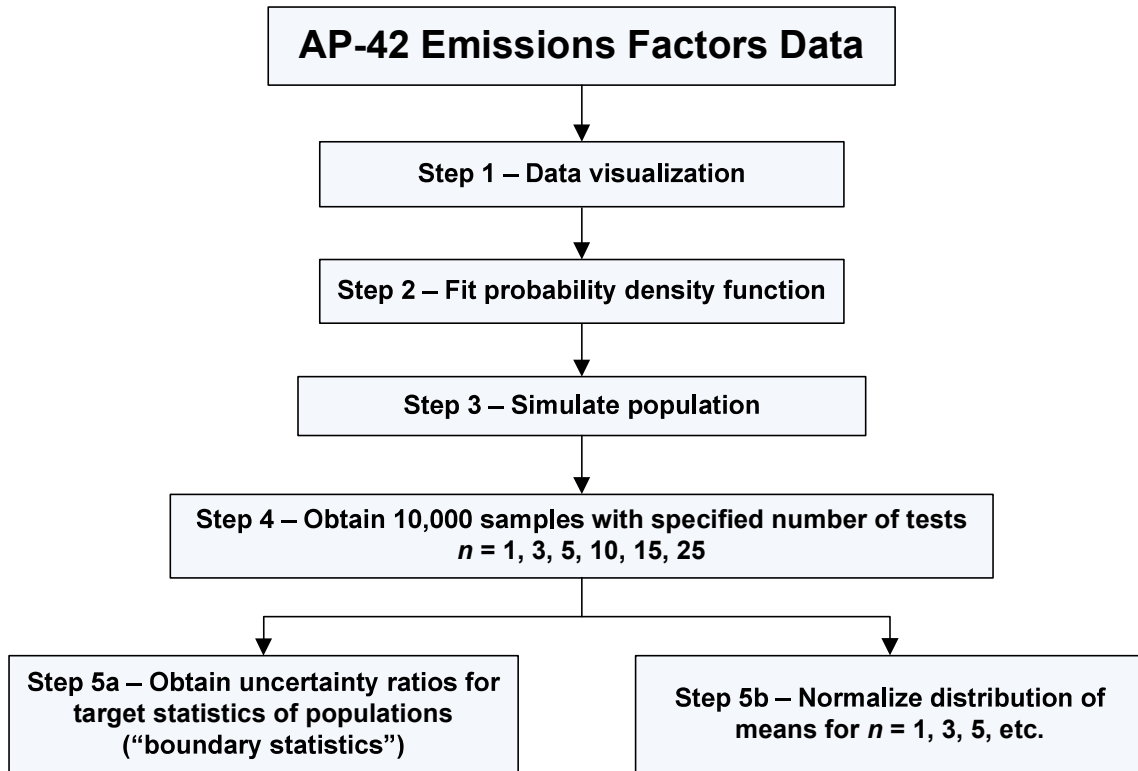 AP-42 Emissions Factors Data
Step 1 – Data visualization
Step 2 – Fit probability density function
Step 3 – Simulate population
Step 4 – Obtain 10,000 samples with specified number of tests
n = 1, 3, 5, 10, 15, 25
Step 5a – Obtain uncertainty ratios for
target statistics of populations
(“boundary statistics”)
Step 5b – Normalize distribution of
means for n = 1, 3, 5, etc.